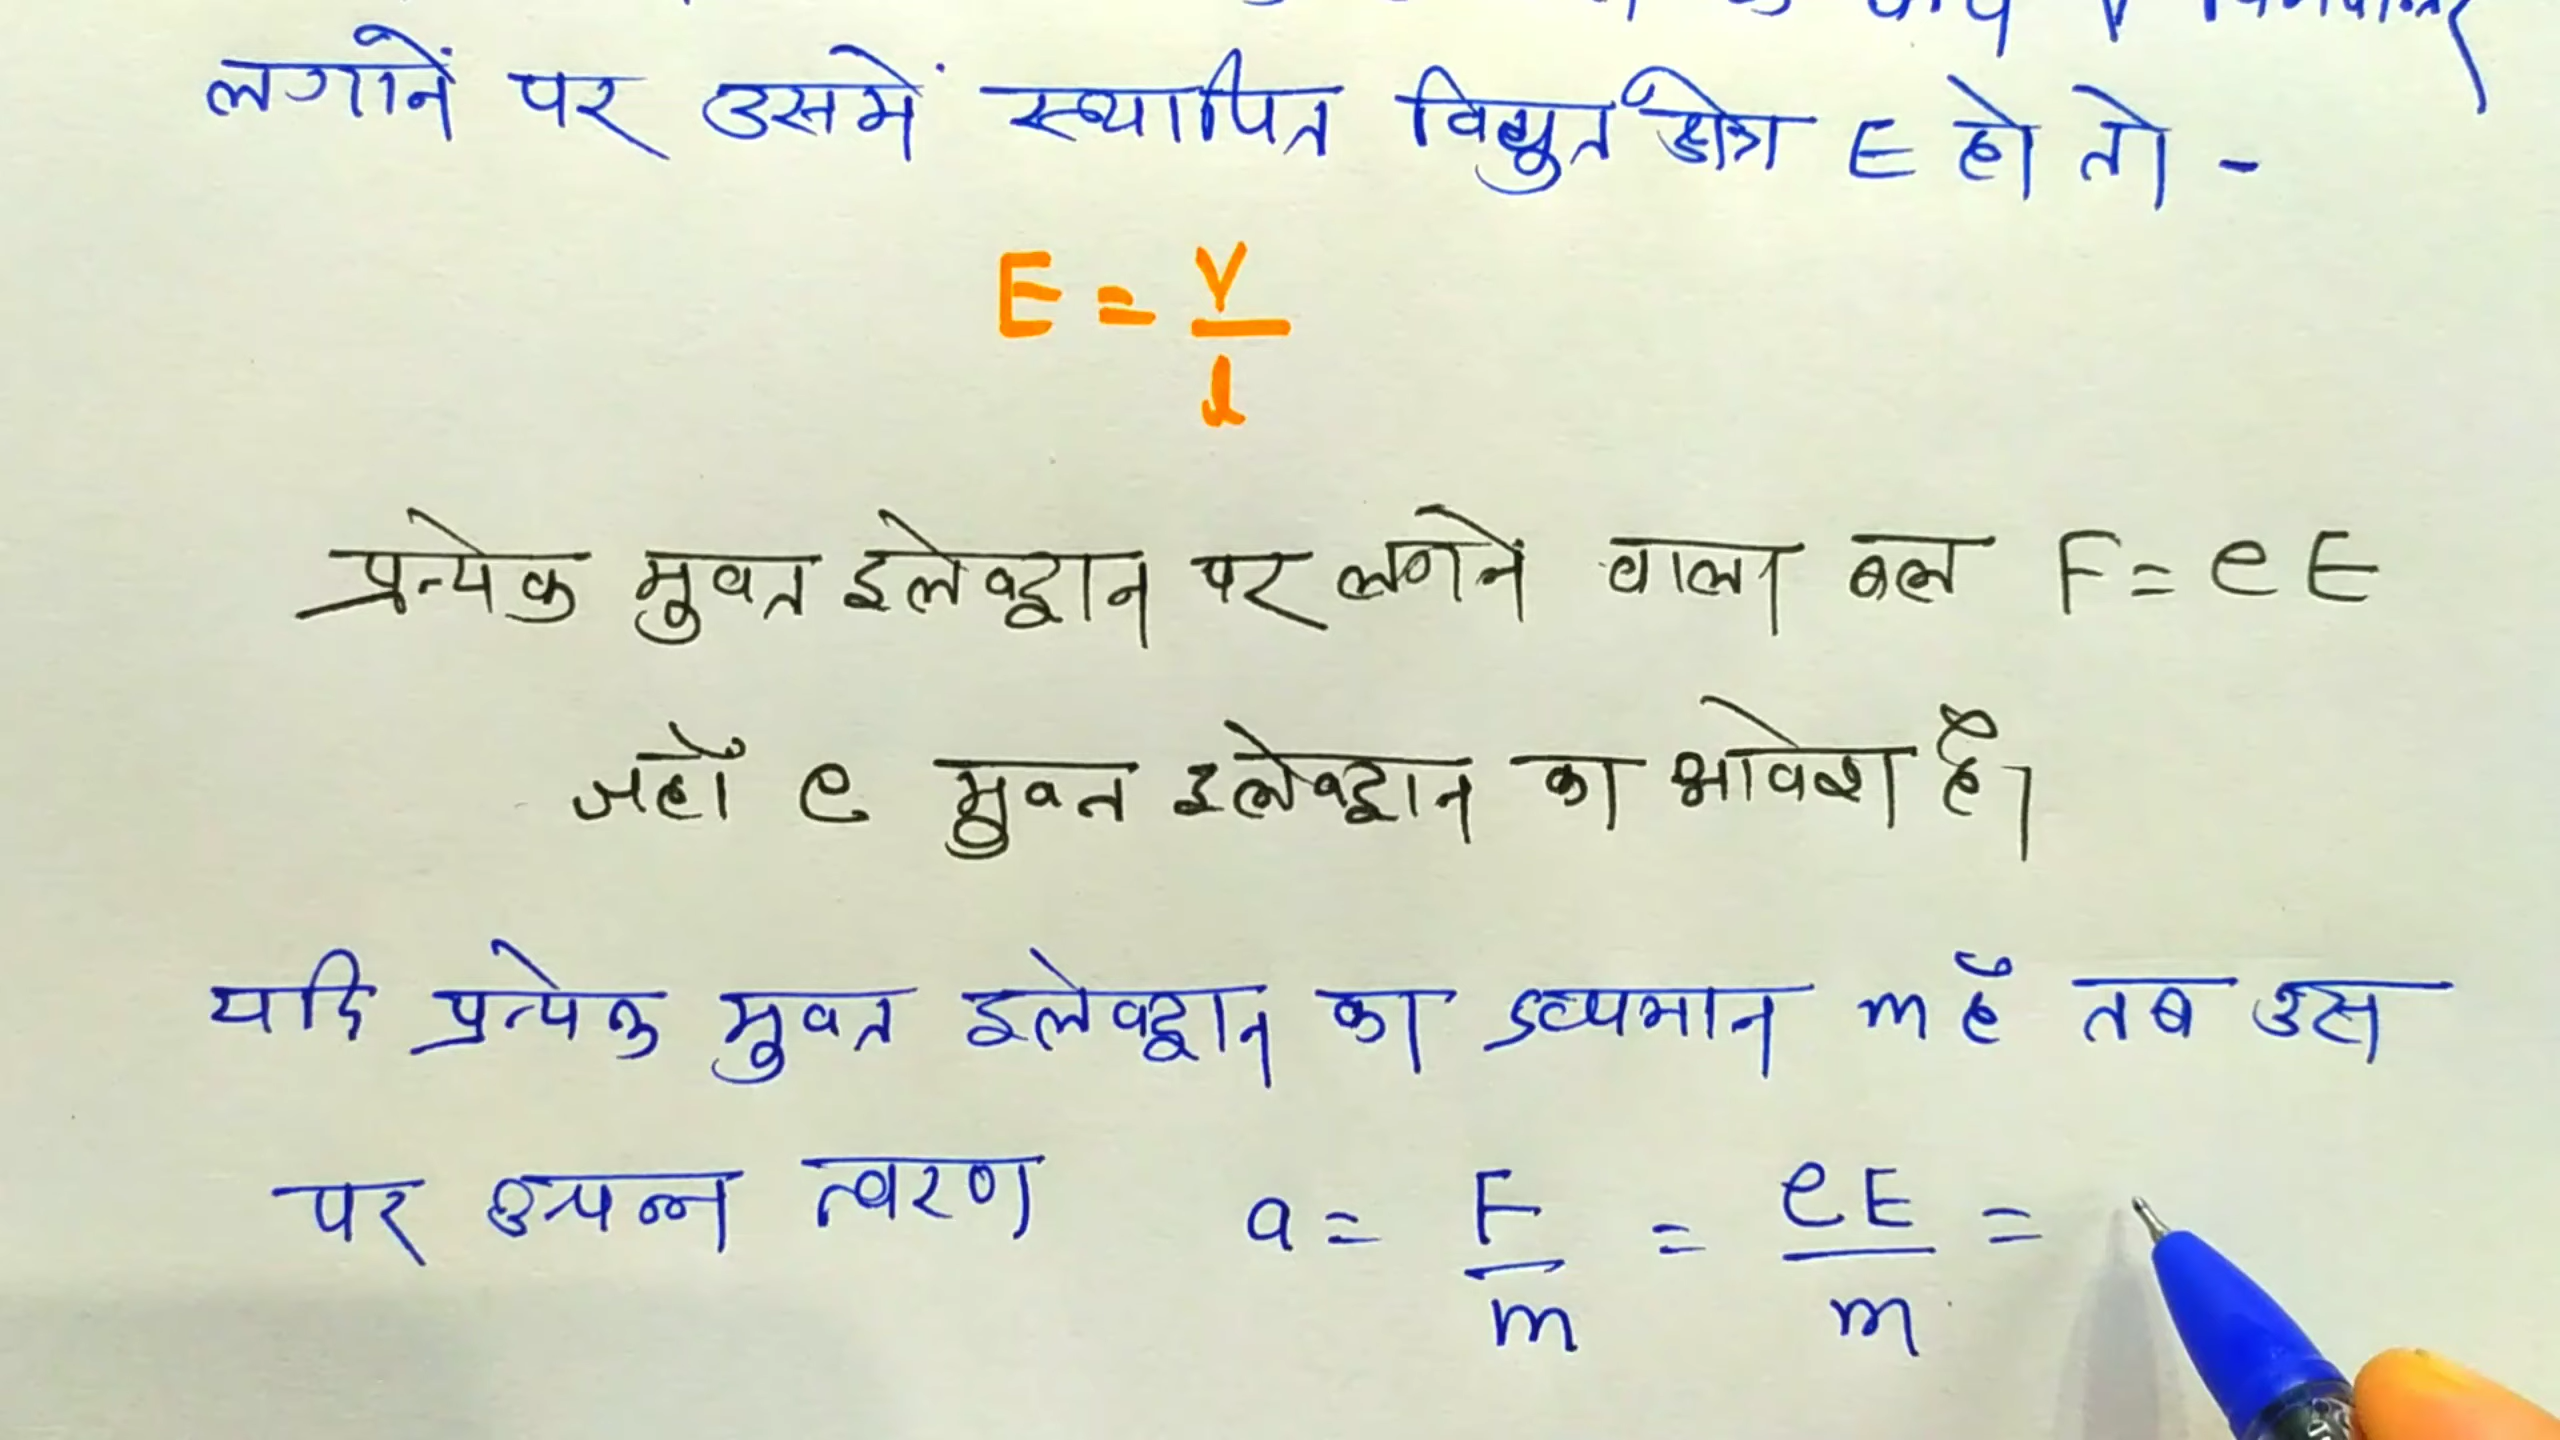 लगानें पर उसमें स्थापित विद्युत क्षेत्र E हो तो -
E = V/l
प्रत्येक मुक्त इलेक्ट्रान पर लगने वाला बल F = eE
जहाँ e मुक्त इलेक्ट्रान का आवेश है।
यदि प्रत्येक मुक्त इलेक्ट्रान का द्रव्यमान m है तब उस
पर उत्पन्न त्वरण a = F/m = eE/m =